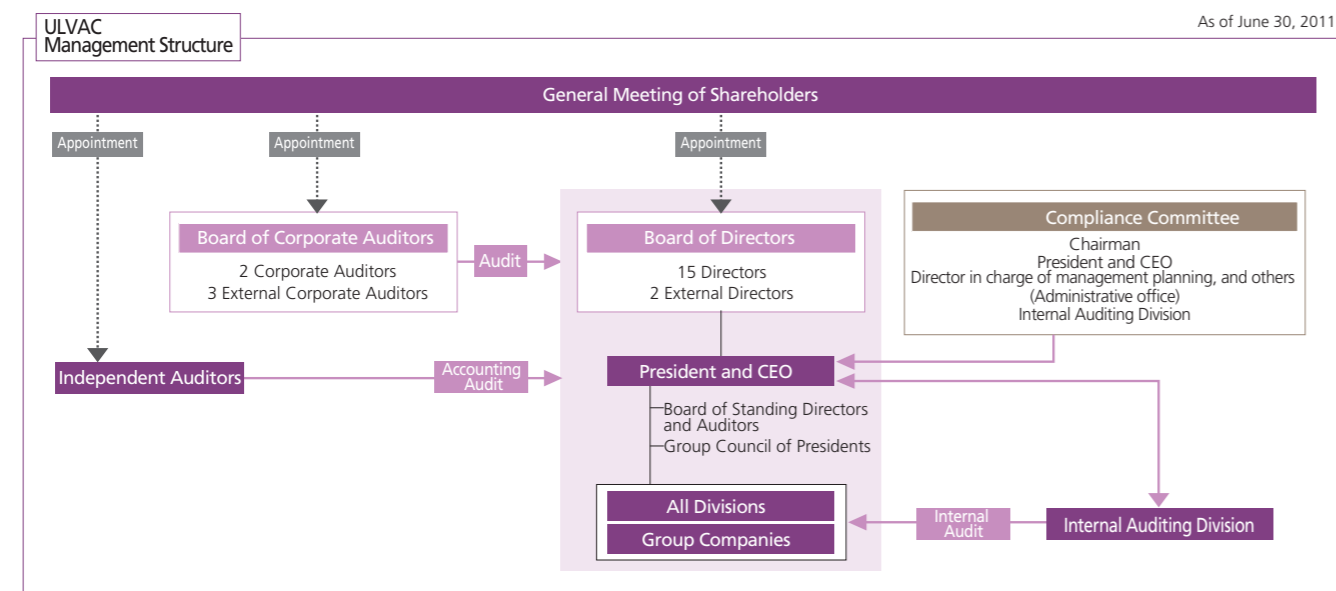 ULVAC
Management Structure
As of June 30, 2011
General Meeting of Shareholders
Appointment
Appointment
Appointment
Board of Corporate Auditors
2 Corporate Auditors
3 External Corporate Auditors
Audit
Board of Directors
15 Directors
2 External Directors
Compliance Committee
Chairman
President and CEO
Director in charge of management planning, and others
(Administrative office)
Internal Auditing Division
Independent Auditors
Accounting
Audit
President and CEO
Board of Standing Directors
and Auditors
Group Council of Presidents
All Divisions
Group Companies
Internal
Audit
Internal Auditing Division